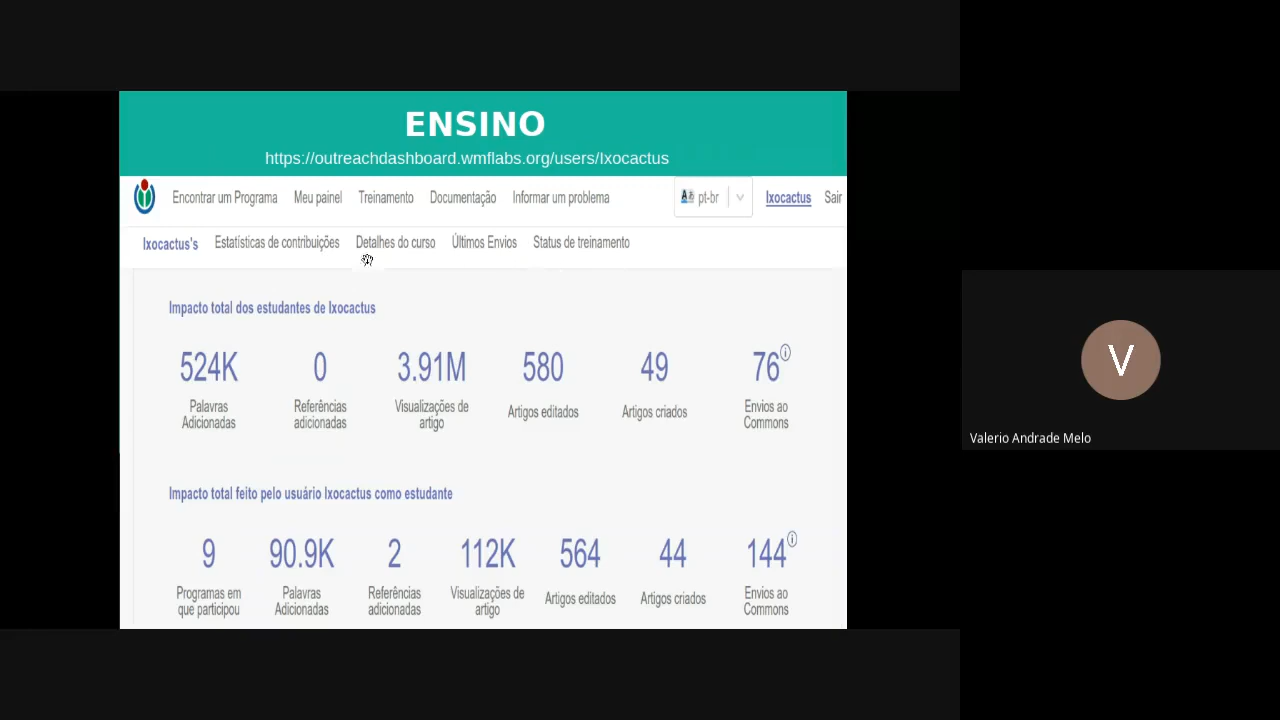 ENSINO
https://outreachdashboard.wmflabs.org/users/Ixocactus
Encontrar um Programa Meu painel Treinamento Documentação Informar um problema pt-br Ixocactus Sair
Ixocactus's Estatísticas de contribuições Detalhes do curso Últimos Envios Status de treinamento
Impacto total dos estudantes de Ixocactus
524K 0 3.91M 580 49 76
Palavras Adicionadas Referências adicionadas Visualizações de artigo Artigos editados Artigos criados Envios ao Commons
Impacto total feito pelo usuário Ixocactus como estudante
9 90.9K 2 112K 564 44 144
Programas em que participou Palavras Adicionadas Referências adicionadas Visualizações de artigo Artigos editados Artigos criados Envios ao Commons
V
Valerio Andrade Melo